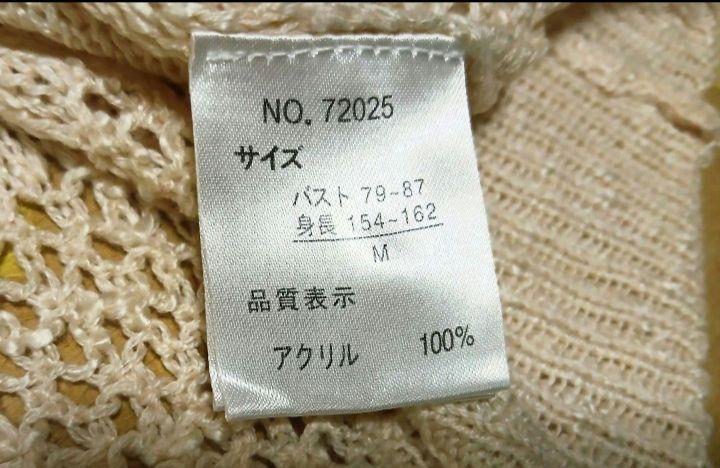 NO. 72025
サイズ
バスト 79~87
身長 154~162
M
品質表示
アクリル 100%